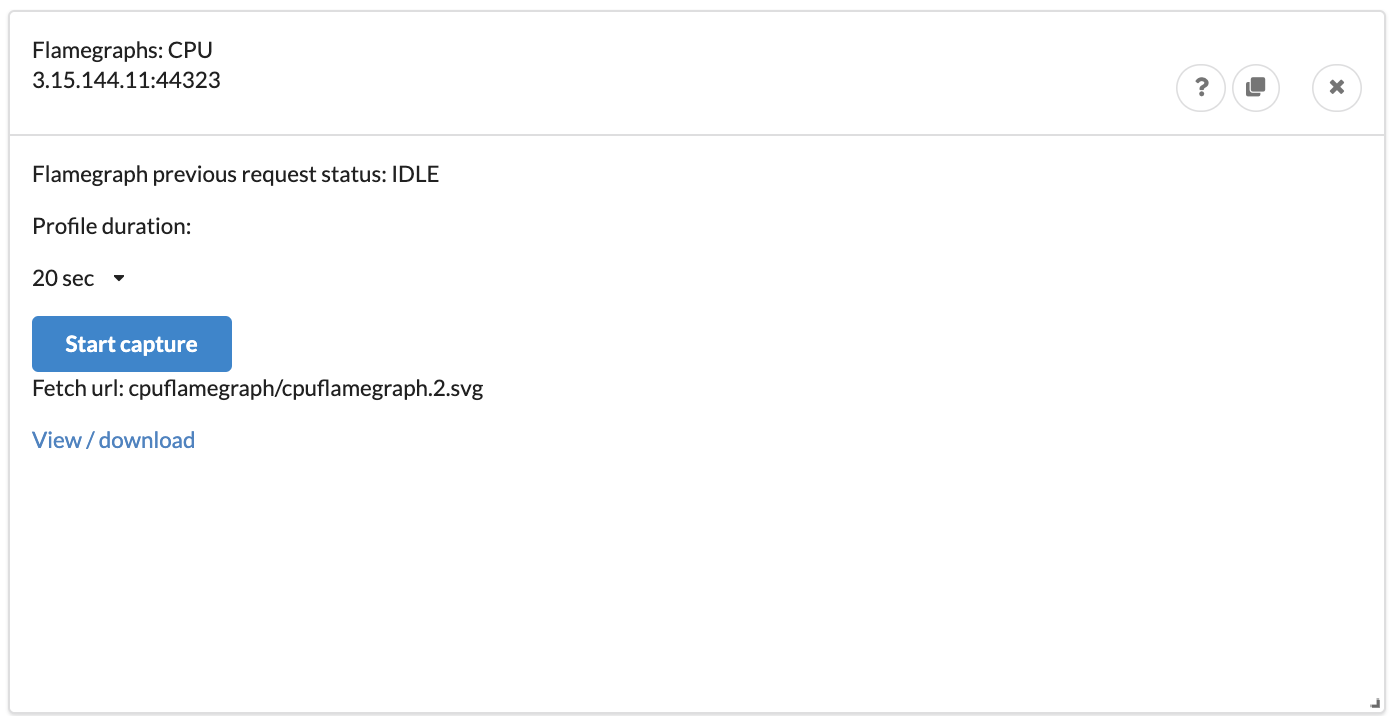 Flamegraphs: CPU
3.15.144.11:44323
?
Flamegraph previous request status: IDLE
Profile duration:
20 sec
Start capture
Fetch url: cpuflamegraph/cpuflamegraph.2.svg
View / download